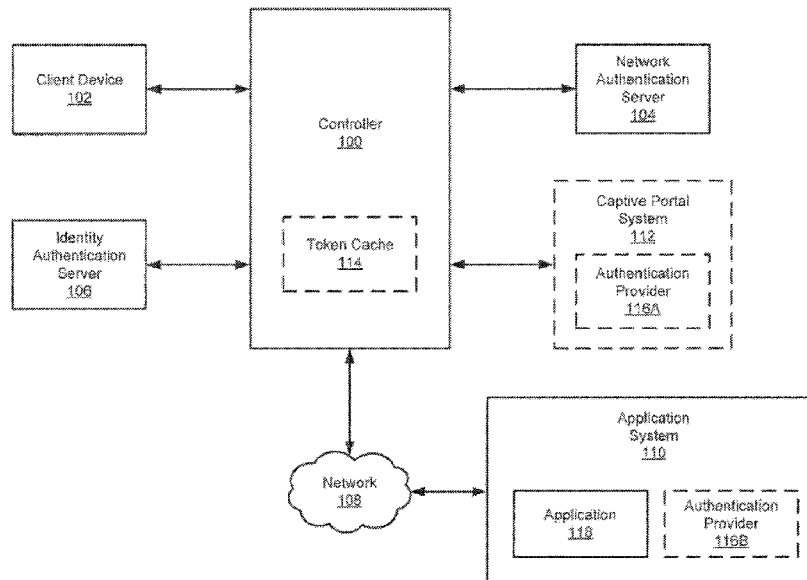 Client Device
102
Controller
100
Network
Authentication
Server
104
Identity
Authentication
Server
106
Token Cache
114
Captive Portal
System
112
Authentication
Provider
116A
Network
108
Application
System
110
Application
118
Authentication
Provider
116B